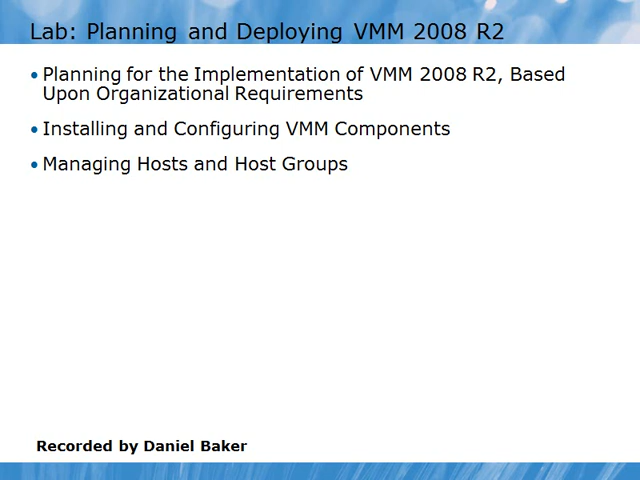 Lab: Planning and Deploying VMM 2008 R2
• Planning for the Implementation of VMM 2008 R2, Based
Upon Organizational Requirements
• Installing and Configuring VMM Components
• Managing Hosts and Host Groups
Recorded by Daniel Baker